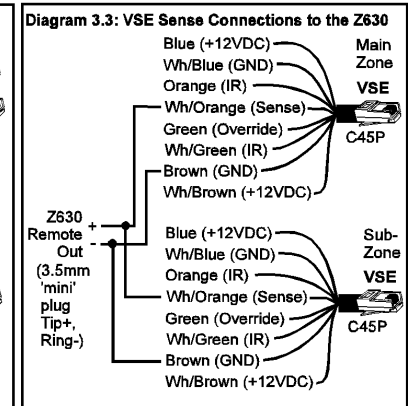 Diagram 3.3: VSE Sense Connections to the Z630
Blue (+12VDC)
Wh/Blue (GND)
Orange (IR)
Wh/Orange (Sense)
Green (Override)
Wh/Green (IR)
Brown (GND)
Wh/Brown (+12VDC)
Main
Zone
VSE
C45P
Z630
Remote
Out
+
-
(3.5mm
'mini'
plug
Tip+,
Ring-)
Blue (+12VDC)
Wh/Blue (GND)
Orange (IR)
Wh/Orange (Sense)
Green (Override)
Wh/Green (IR)
Brown (GND)
Wh/Brown (+12VDC)
Sub-
Zone
VSE
C45P